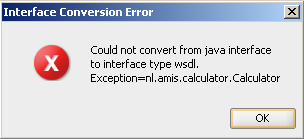 Interface Conversion Error
Could not convert from java interface
to interface type wsdl.
Exception=nl.amis.calculator.Calculator
OK